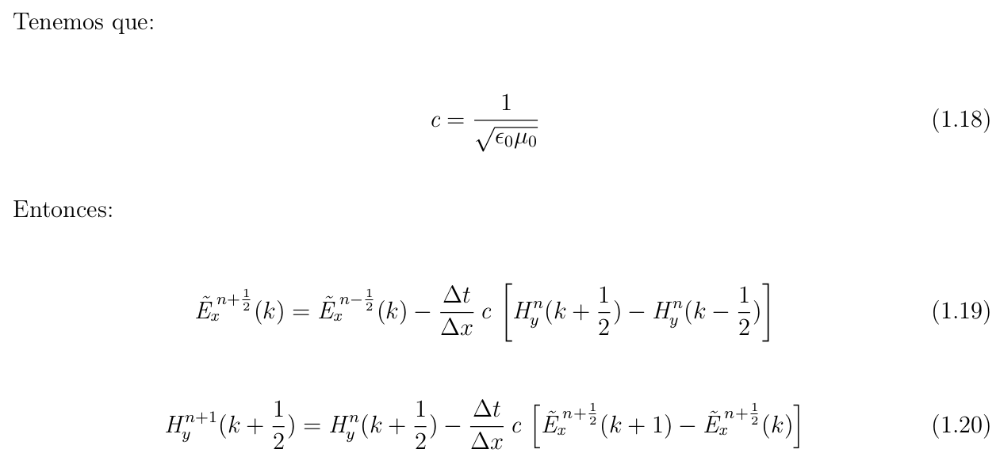 Tenemos que:
c = \frac{1}{\sqrt{\epsilon_0 \mu_0}} (1.18)
Entonces:
\tilde{E}_x^{n+\frac{1}{2}}(k) = \tilde{E}_x^{n-\frac{1}{2}}(k) - \frac{\Delta t}{\Delta x} c \left[ H_y^n(k + \frac{1}{2}) - H_y^n(k - \frac{1}{2}) \right] (1.19)
H_y^{n+1}(k + \frac{1}{2}) = H_y^n(k + \frac{1}{2}) - \frac{\Delta t}{\Delta x} c \left[ \tilde{E}_x^{n+\frac{1}{2}}(k + 1) - \tilde{E}_x^{n+\frac{1}{2}}(k) \right] (1.20)